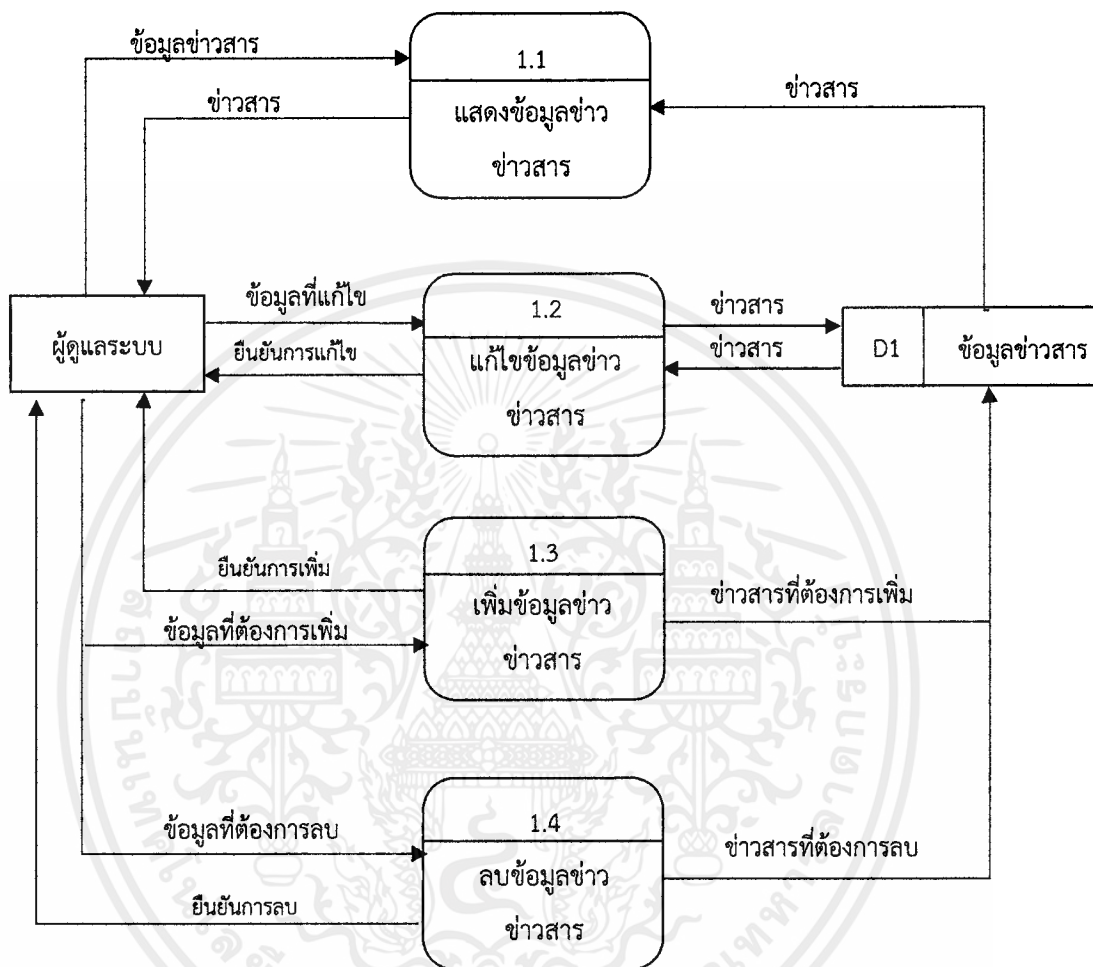 ข้อมูลข่าวสาร
1.1
แสดงข้อมูลข่าว
ข่าวสาร
ข่าวสาร
ข่าวสาร
ผู้ดูแลระบบ
ข้อมูลที่แก้ไข
ยืนยันการแก้ไข
1.2
แก้ไขข้อมูลข่าว
ข่าวสาร
ข่าวสาร
ข่าวสาร
D1
ข้อมูลข่าวสาร
ยืนยันการเพิ่ม
ข้อมูลที่ต้องการเพิ่ม
1.3
เพิ่มข้อมูลข่าว
ข่าวสาร
ข่าวสารที่ต้องการเพิ่ม
ข้อมูลที่ต้องการลบ
ยืนยันการลบ
1.4
ลบข้อมูลข่าว
ข่าวสาร
ข่าวสารที่ต้องการลบ